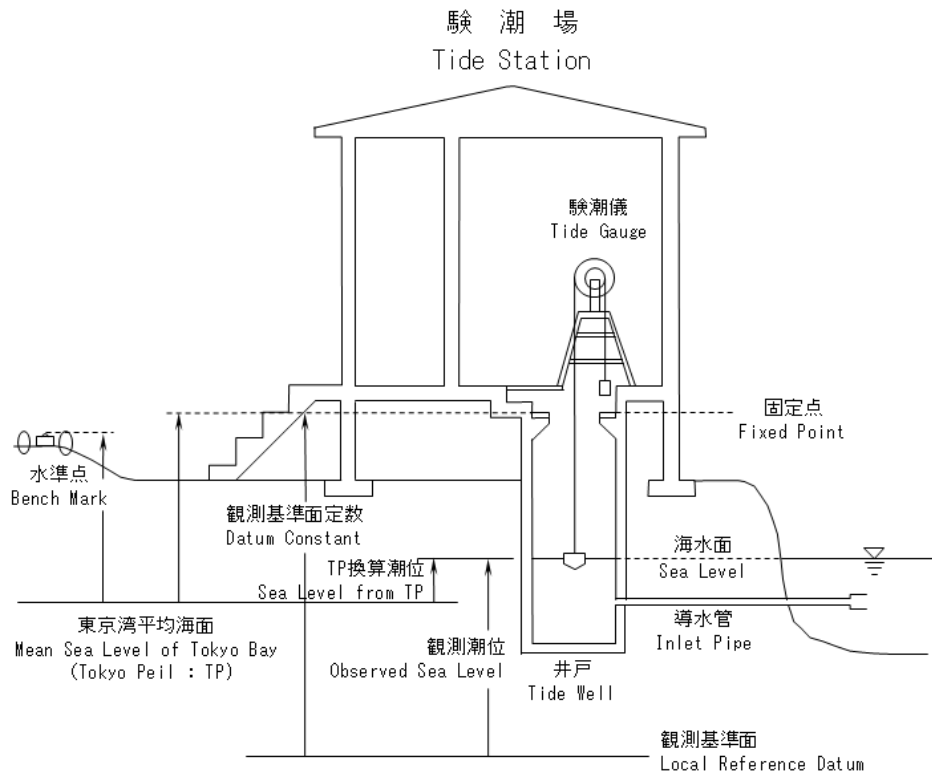 験 潮 場
Tide Station
験潮儀
Tide Gauge
固定点
Fixed Point
水準点
Bench Mark
観測基準面定数
Datum Constant
海水面
Sea Level
TP換算潮位
Sea Level from TP
東京湾平均海面
Mean Sea Level of Tokyo Bay
(Tokyo Peil : TP)
導水管
Inlet Pipe
観測潮位
Observed Sea Level
井戸
Tide Well
観測基準面
Local Reference Datum